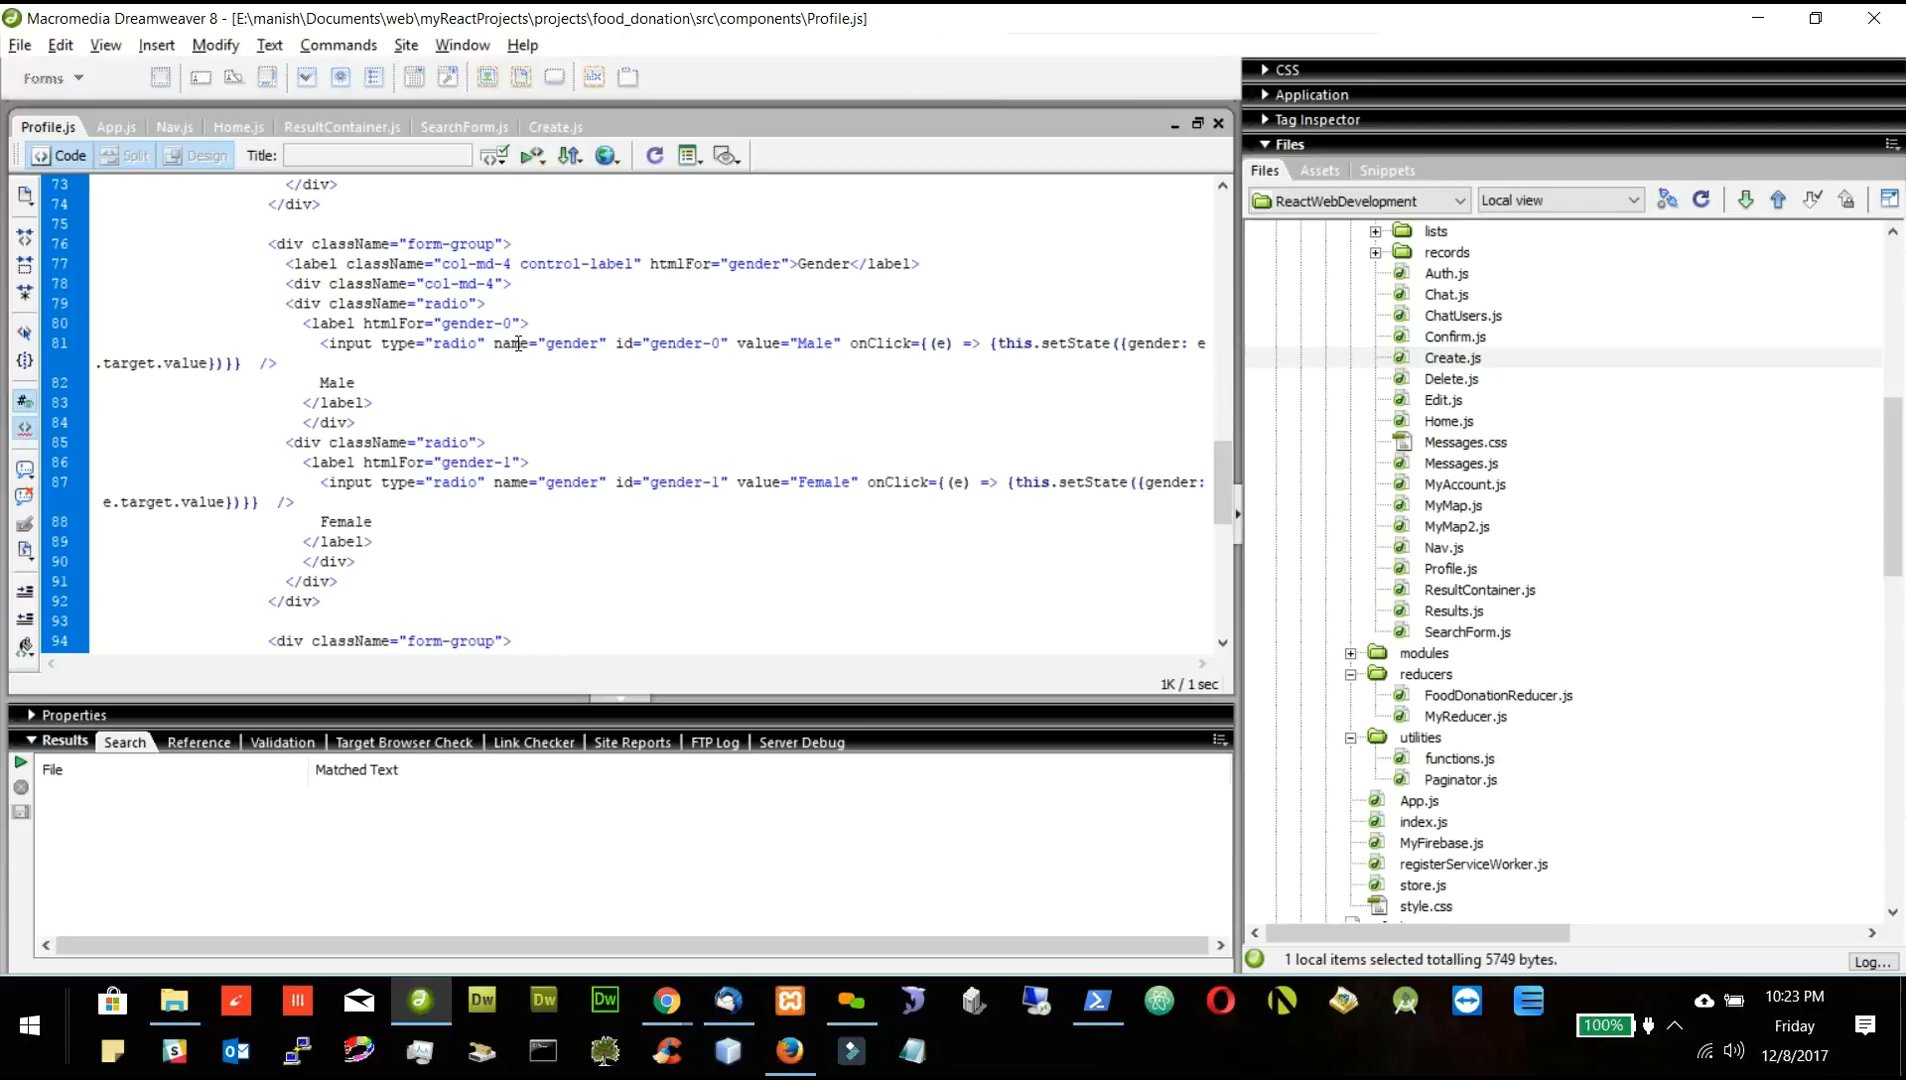 Macromedia Dreamweaver 8 - [E:\manish\Documents\web\myReactProjects\projects\food_donation\src\components\Profile.js]
File Edit View Insert Modify Text Commands Site Window Help
Forms
Profile.js App.js Nav.js Home.js ResultContainer.js SearchForm.js Create.js
Code Split Design Title:
73 </div>
74 </div>
75
76 <div className="form-group">
77 <label className="col-md-4 control-label" htmlFor="gender">Gender</label>
78 <div className="col-md-4">
79 <div className="radio">
80 <label htmlFor="gender-0">
81 <input type="radio" name="gender" id="gender-0" value="Male" onClick={(e) => {this.setState({gender: e
.target.value})}} />
82 Male
83 </label>
84 </div>
85 <div className="radio">
86 <label htmlFor="gender-1">
87 <input type="radio" name="gender" id="gender-1" value="Female" onClick={(e) => {this.setState({gender:
e.target.value})}} />
88 Female
89 </label>
90 </div>
91 </div>
92 </div>
93
94 <div className="form-group">
1K / 1 sec
Properties
Results Search Reference Validation Target Browser Check Link Checker Site Reports FTP Log Server Debug
File Matched Text
CSS
Application
Tag Inspector
Files
Files Assets Snippets
ReactWebDevelopment Local view
lists
records
Auth.js
Chat.js
ChatUsers.js
Confirm.js
Create.js
Delete.js
Edit.js
Home.js
Messages.css
Messages.js
MyAccount.js
MyMap.js
MyMap2.js
Nav.js
Profile.js
ResultContainer.js
Results.js
SearchForm.js
modules
reducers
FoodDonationReducer.js
MyReducer.js
utilities
functions.js
Paginator.js
App.js
index.js
MyFirebase.js
registerServiceWorker.js
store.js
style.css
1 local items selected totalling 5749 bytes.
Log...
Dw Dw Dw
100%
10:23 PM
Friday
12/8/2017